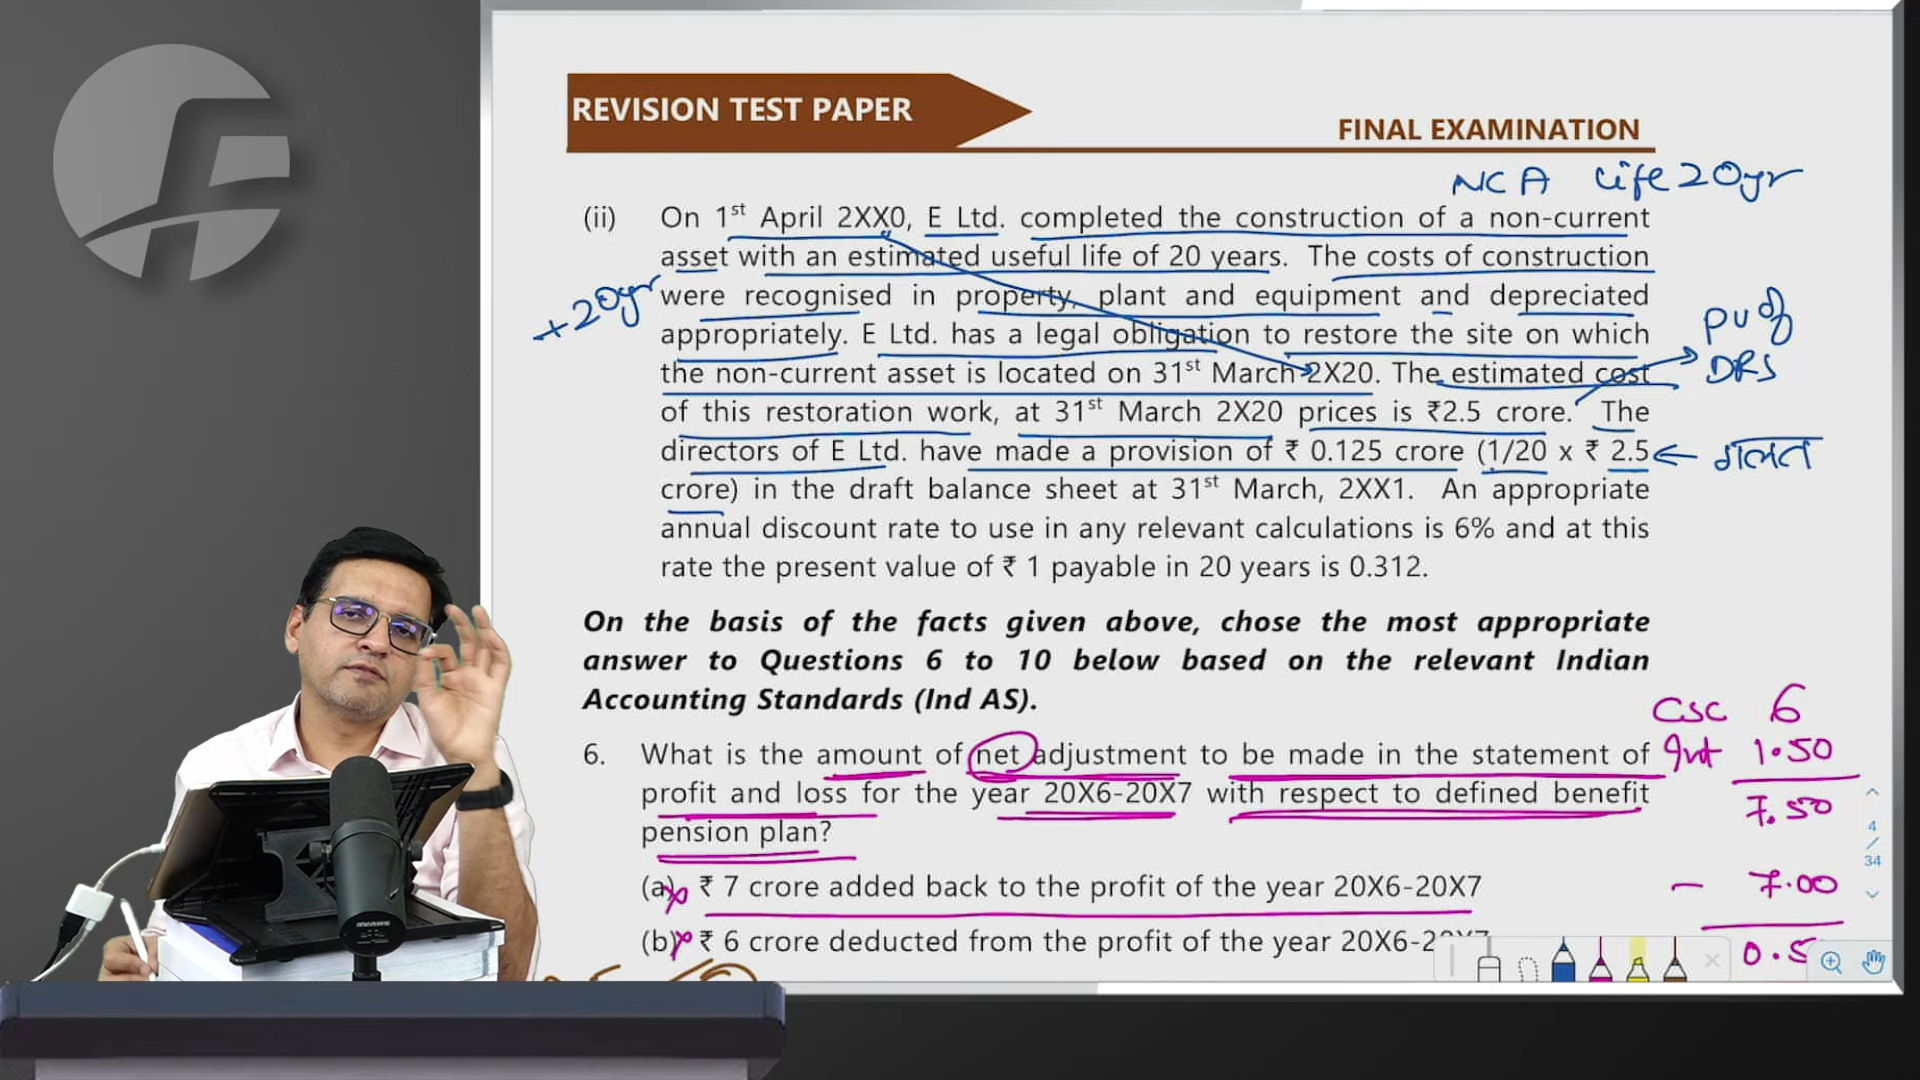 REVISION TEST PAPER
FINAL EXAMINATION
NCA Life 20yr
(ii) On 1st April 2XX0, E Ltd. completed the construction of a non-current
asset with an estimated useful life of 20 years. The costs of construction
+20yr
were recognised in property, plant and equipment and depreciated
appropriately. E Ltd. has a legal obligation to restore the site on which
PV of
the non-current asset is located on 31st March 2X20. The estimated cost
DRS
of this restoration work, at 31st March 2X20 prices is ₹2.5 crore. The
directors of E Ltd. have made a provision of ₹ 0.125 crore (1/20 x ₹ 2.5
गलत
crore) in the draft balance sheet at 31st March, 2XX1. An appropriate
annual discount rate to use in any relevant calculations is 6% and at this
rate the present value of ₹ 1 payable in 20 years is 0.312.
On the basis of the facts given above, chose the most appropriate
answer to Questions 6 to 10 below based on the relevant Indian
Accounting Standards (Ind AS).
CSC 6
6. What is the amount of net adjustment to be made in the statement of
Int 1.50
profit and loss for the year 20X6-20X7 with respect to defined benefit
7.50
pension plan?
4
/
34
(a) ₹ 7 crore added back to the profit of the year 20X6-20X7
- 7.00
(b) ₹ 6 crore deducted from the profit of the year
0.5